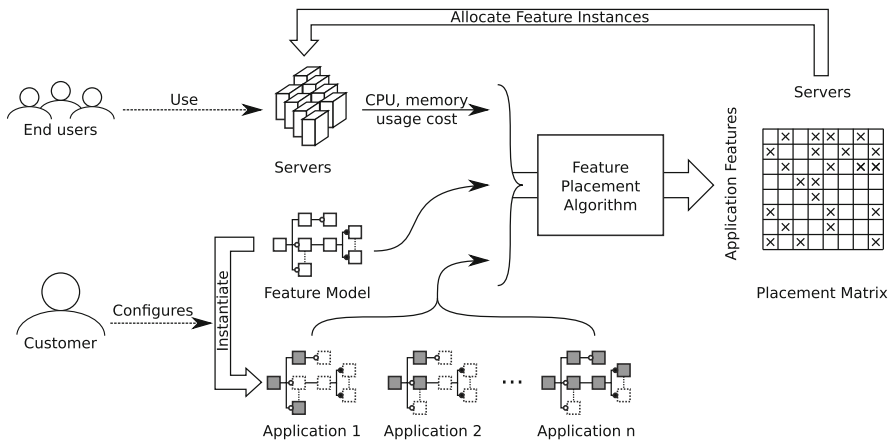 Allocate Feature Instances
Servers
End users
Use
Servers
CPU, memory
usage cost
Feature
Placement
Algorithm
Application Features
Placement Matrix
Feature Model
Customer
Configures
Instantiate
Application 1
Application 2
...
Application n